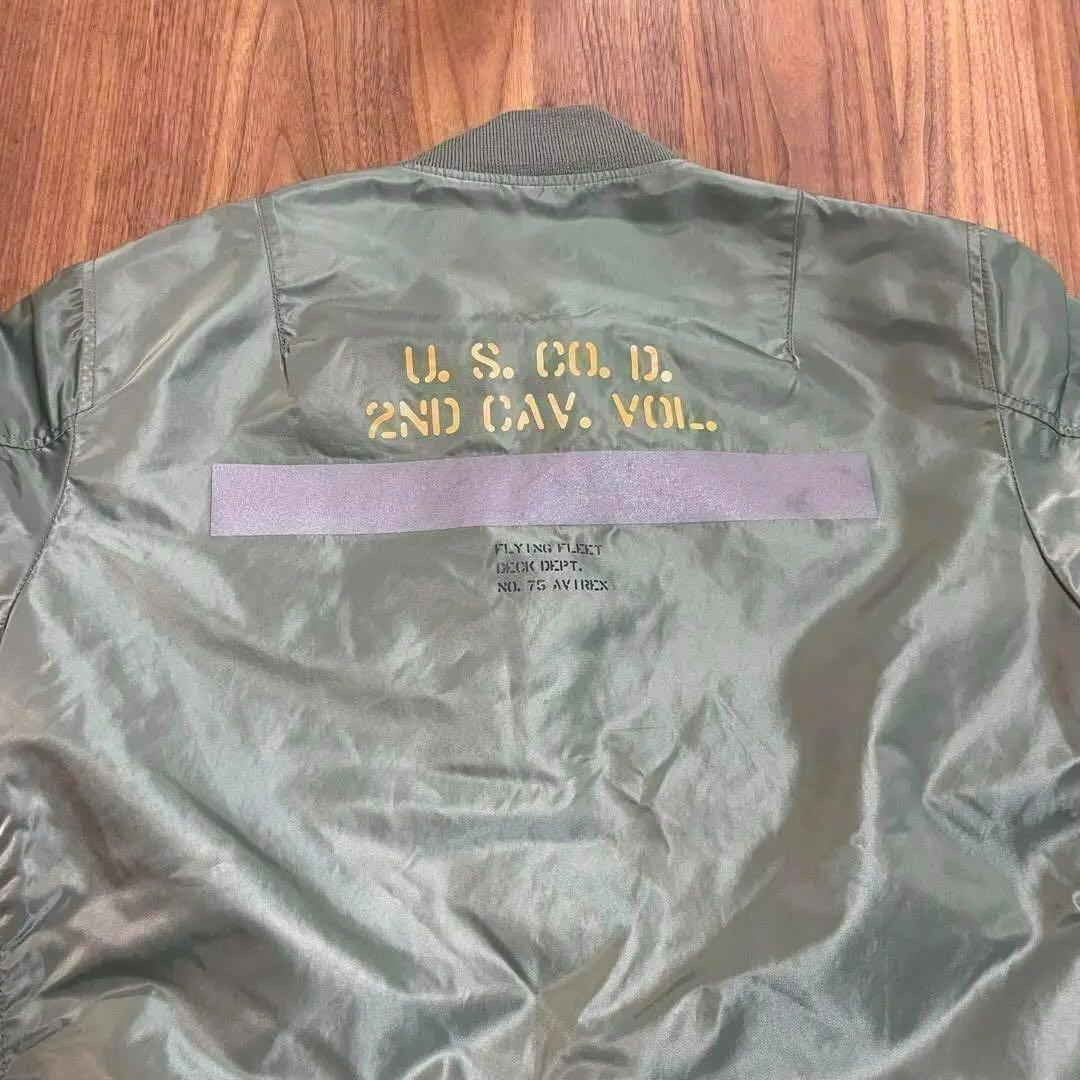 U. S. CO. D.
2ND CAV. VOL.
FLYING FLEET
DECK DEPT.
NO. 75 AVIREX